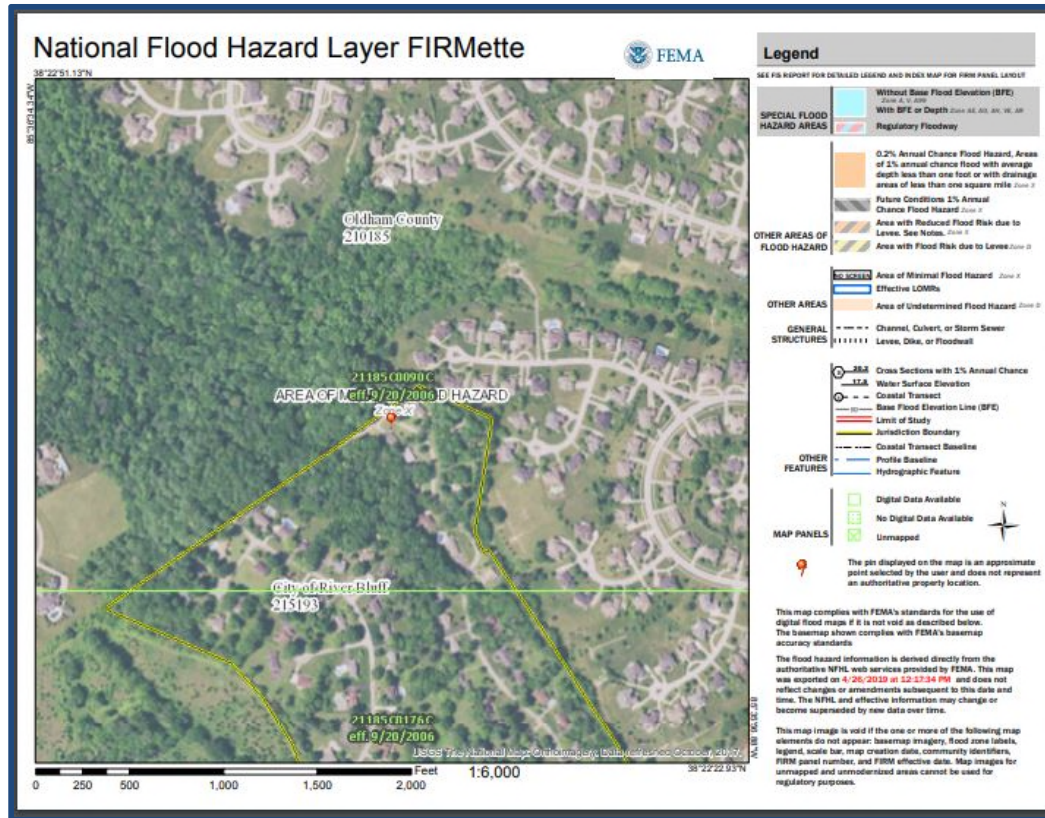 National Flood Hazard Layer FIRMette
FEMA
38°22'51.13"N
85°36'34.34"W
Oldham County
210185
21185C0090C
AREA OF MINIMAL FLOOD HAZARD
eff. 9/20/2006
Zone X
City of River Bluff
215193
21185C0176C
eff. 9/20/2006
USGS The National Map: Orthoimagery. Data refreshed October, 2017.
38°22'22.93"N
0 250 500 1,000 1,500 2,000
Feet
1:6,000
Legend
SEE FIS REPORT FOR DETAILED LEGEND AND INDEX MAP FOR FIRM PANEL LAYOUT
SPECIAL FLOOD
HAZARD AREAS
Without Base Flood Elevation (BFE)
Zone A, V, A99
With BFE or Depth Zone AE, AO, AH, VE, AR
Regulatory Floodway
OTHER AREAS OF
FLOOD HAZARD
0.2% Annual Chance Flood Hazard, Areas
of 1% annual chance flood with average
depth less than one foot or with drainage
areas of less than one square mile Zone X
Future Conditions 1% Annual
Chance Flood Hazard Zone X
Area with Reduced Flood Risk due to
Levee. See Notes. Zone X
Area with Flood Risk due to Levee Zone D
OTHER AREAS
NO SCREEN Area of Minimal Flood Hazard Zone X
Effective LOMRs
Area of Undetermined Flood Hazard Zone D
GENERAL
STRUCTURES
Channel, Culvert, or Storm Sewer
Levee, Dike, or Floodwall
OTHER
FEATURES
20.2 Cross Sections with 1% Annual Chance
17.5 Water Surface Elevation
Coastal Transect
Base Flood Elevation Line (BFE)
Limit of Study
Jurisdiction Boundary
Coastal Transect Baseline
Profile Baseline
Hydrographic Feature
MAP PANELS
Digital Data Available
No Digital Data Available
Unmapped
N
The pin displayed on the map is an approximate
point selected by the user and does not represent
an authoritative property location.
This map complies with FEMA's standards for the use of
digital flood maps if it is not void as described below.
The basemap shown complies with FEMA's basemap
accuracy standards
The flood hazard information is derived directly from the
authoritative NFHL web services provided by FEMA. This map
was exported on 4/26/2019 at 12:17:34 PM and does not
reflect changes or amendments subsequent to this date and
time. The NFHL and effective information may change or
become superseded by new data over time.
This map image is void if the one or more of the following map
elements do not appear: basemap imagery, flood zone labels,
legend, scale bar, map creation date, community identifiers,
FIRM panel number, and FIRM effective date. Map images for
unmapped and unmodernized areas cannot be used for
regulatory purposes.